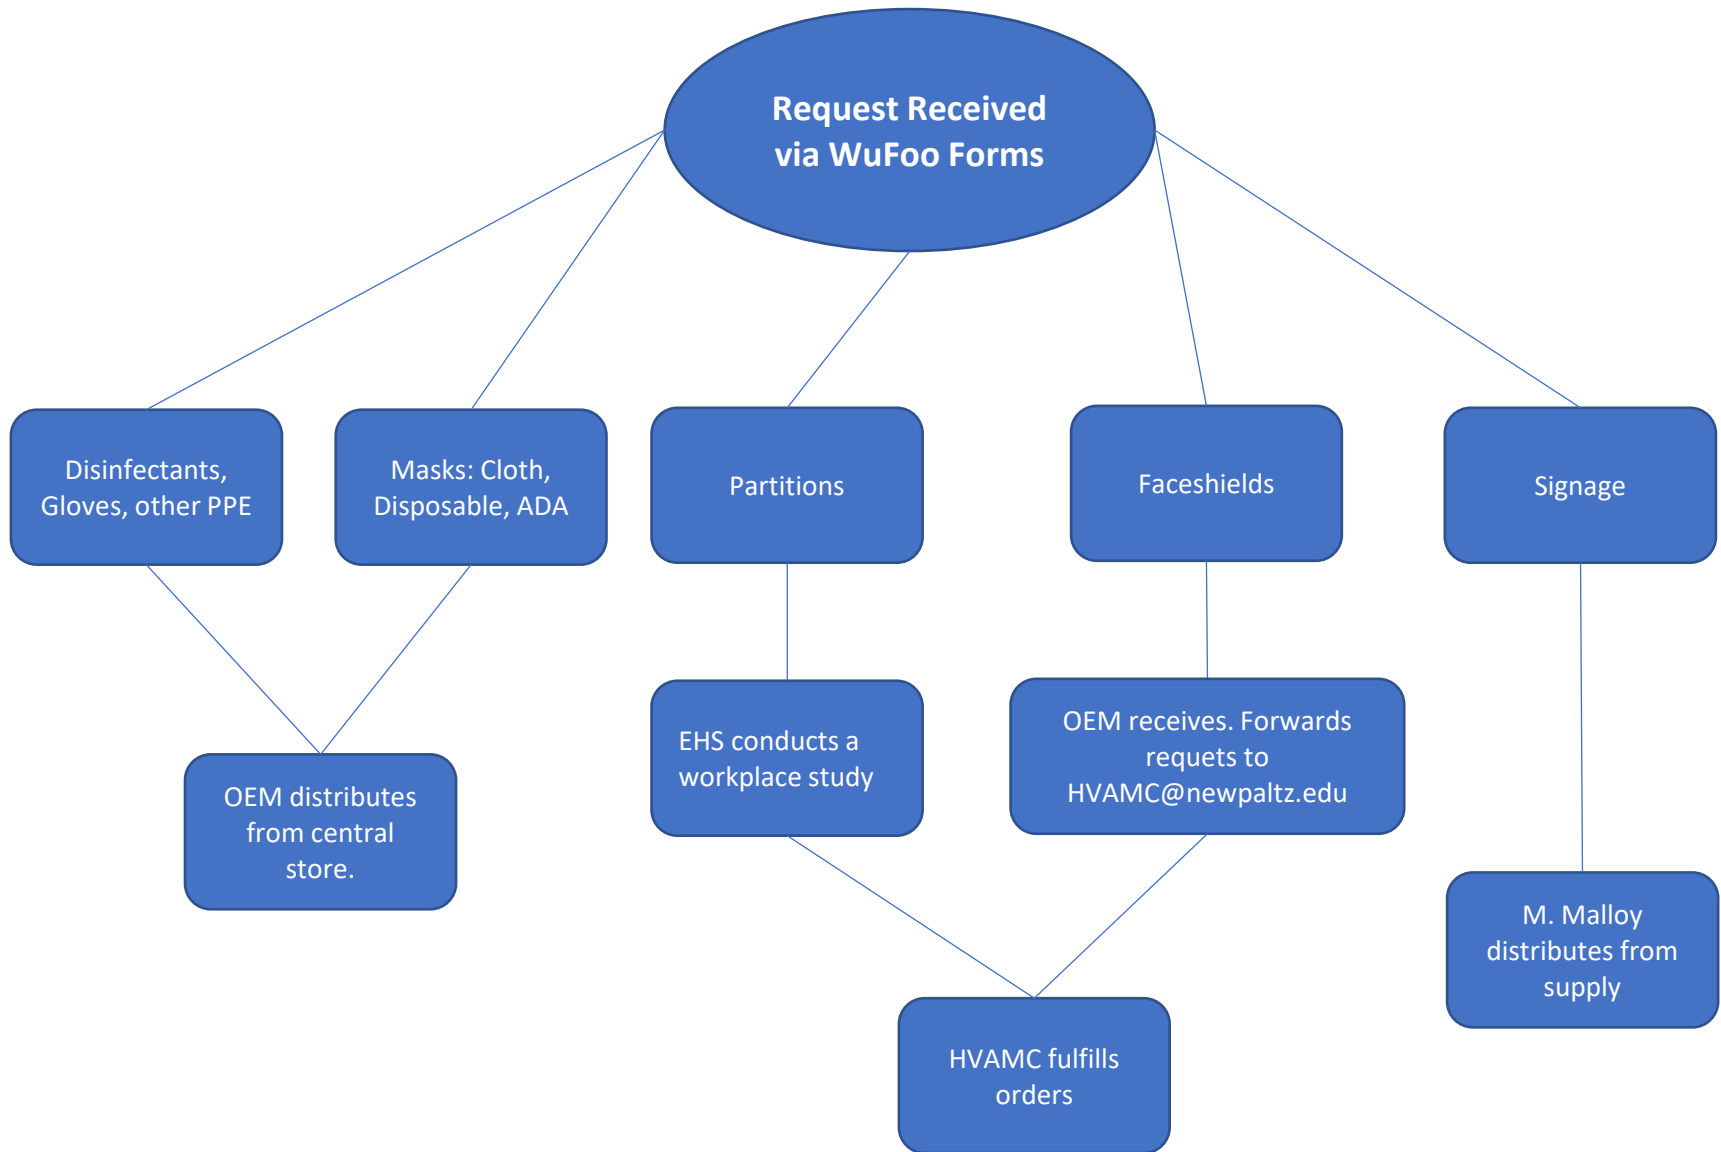 Request Received
via WuFoo Forms
Disinfectants,
Gloves, other PPE
Masks: Cloth,
Disposable, ADA
Partitions
Faceshields
Signage
OEM distributes
from central
store.
EHS conducts a
workplace study
OEM receives. Forwards
requets to
HVAMC@newpaltz.edu
M. Malloy
distributes from
supply
HVAMC fulfills
orders